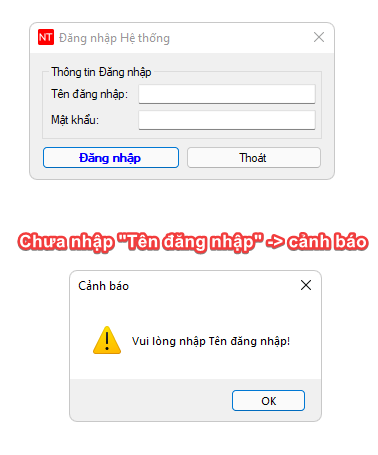 NT Đăng nhập Hệ thống
Thông tin Đăng nhập
Tên đăng nhập:
Mật khẩu:
Đăng nhập Thoát
Chưa nhập "Tên đăng nhập" -> cảnh báo
Cảnh báo
Vui lòng nhập Tên đăng nhập!
OK